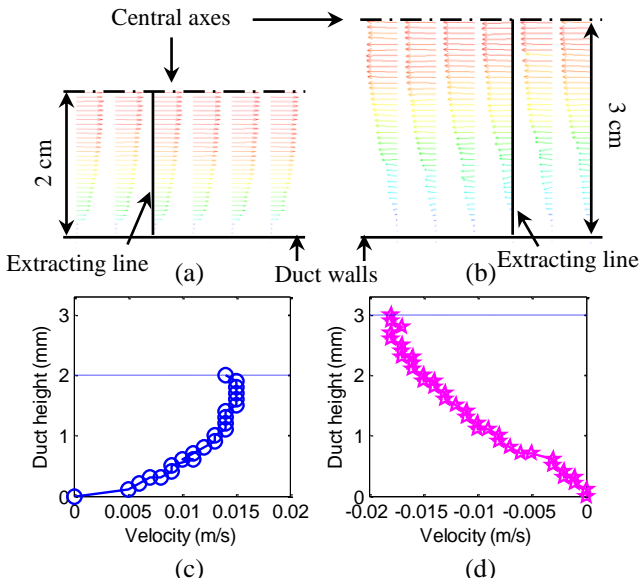 Central axes
2 cm
3 cm
Extracting line
(a)
Duct walls
(b)
Extracting line
Duct height (mm)
3
2
1
0
0
0.005
0.01
0.015
0.02
Velocity (m/s)
(c)
Duct height (mm)
3
2
1
0
-0.02
-0.015
-0.01
-0.005
0
Velocity (m/s)
(d)